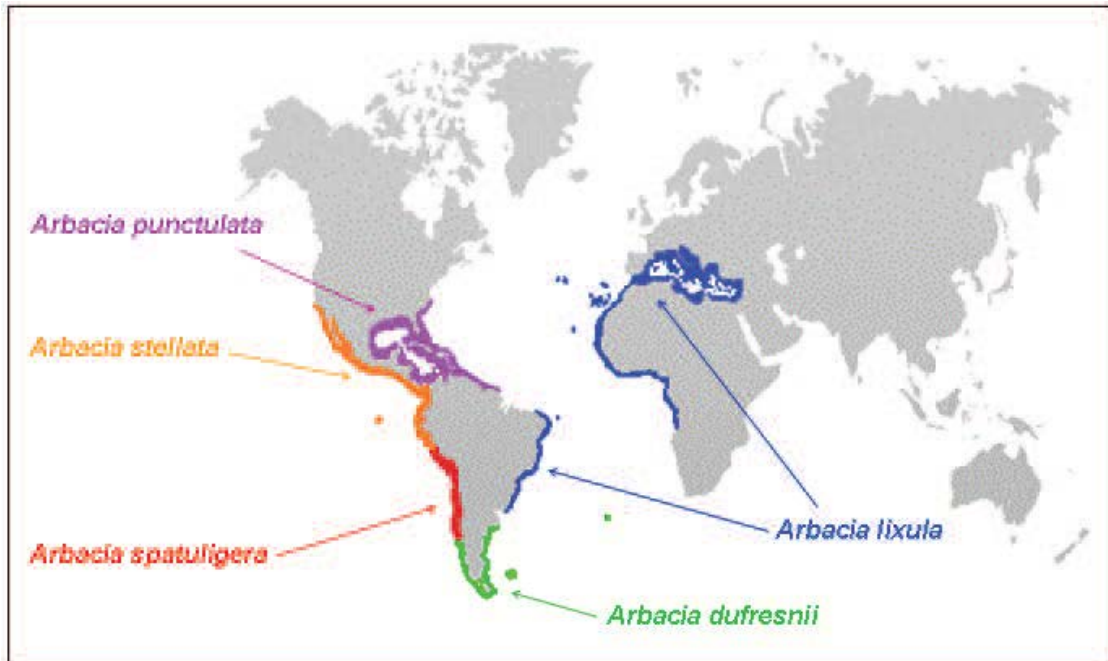 Arbacia punctulata
Arbacia stellata
Arbacia spatuligera
Arbacia lixula
Arbacia dufresnii